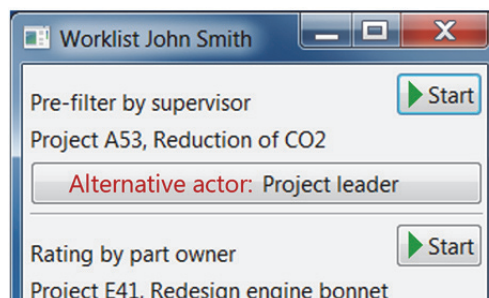 Worklist John Smith
Pre-filter by supervisor
Start
Project A53, Reduction of CO2
Alternative actor: Project leader
Rating by part owner
Start
Project E41, Redesign engine bonnet